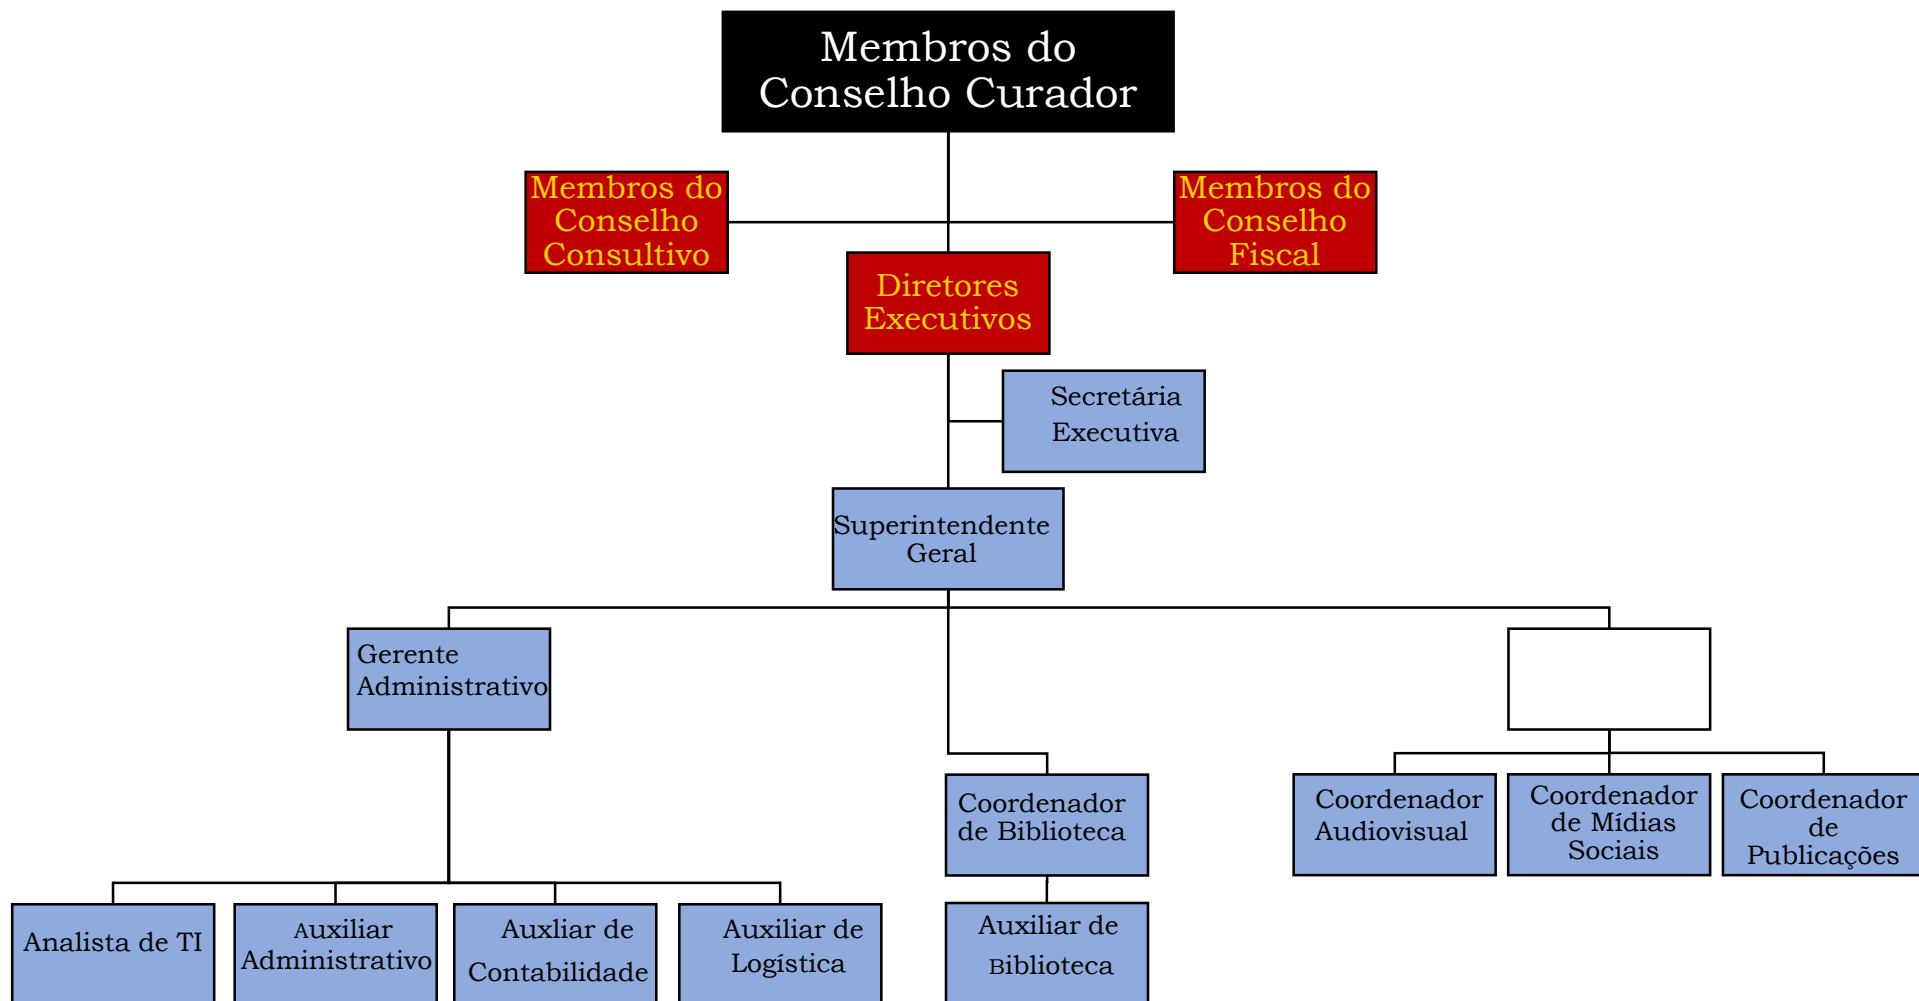 Membros do
Conselho Curador
Membros do
Conselho
Consultivo
Membros do
Conselho
Fiscal
Diretores
Executivos
Secretária
Executiva
Superintendente
Geral
Gerente
Administrativo
Coordenador
de Biblioteca
Coordenador
Audiovisual
Coordenador
de Mídias
Sociais
Coordenador
de
Publicações
Analista de TI
Auxiliar
Administrativo
Auxliar de
Contabilidade
Auxiliar de
Logística
Auxiliar de
Biblioteca